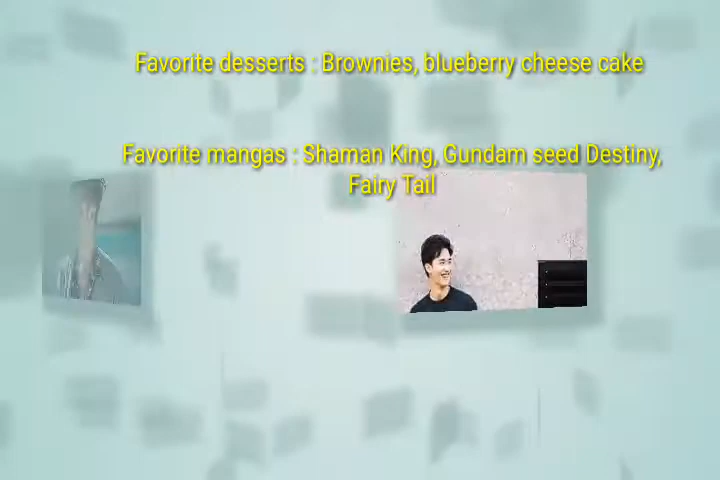 Favorite desserts : Brownies, blueberry cheese cake
Favorite mangas : Shaman King, Gundam seed Destiny,
Fairy Tail